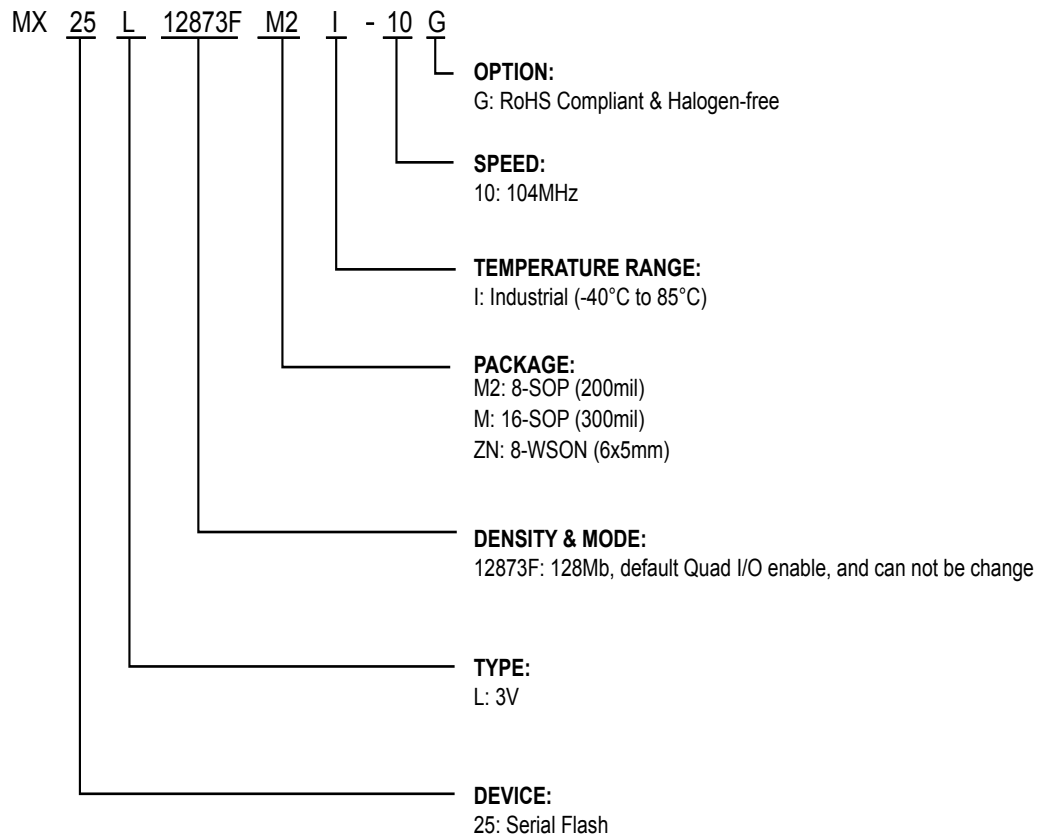 MX 25 L 12873F M2 I - 10 G
OPTION:
G: RoHS Compliant & Halogen-free
SPEED:
10: 104MHz
TEMPERATURE RANGE:
I: Industrial (-40°C to 85°C)
PACKAGE:
M2: 8-SOP (200mil)
M: 16-SOP (300mil)
ZN: 8-WSON (6x5mm)
DENSITY & MODE:
12873F: 128Mb, default Quad I/O enable, and can not be change
TYPE:
L: 3V
DEVICE:
25: Serial Flash